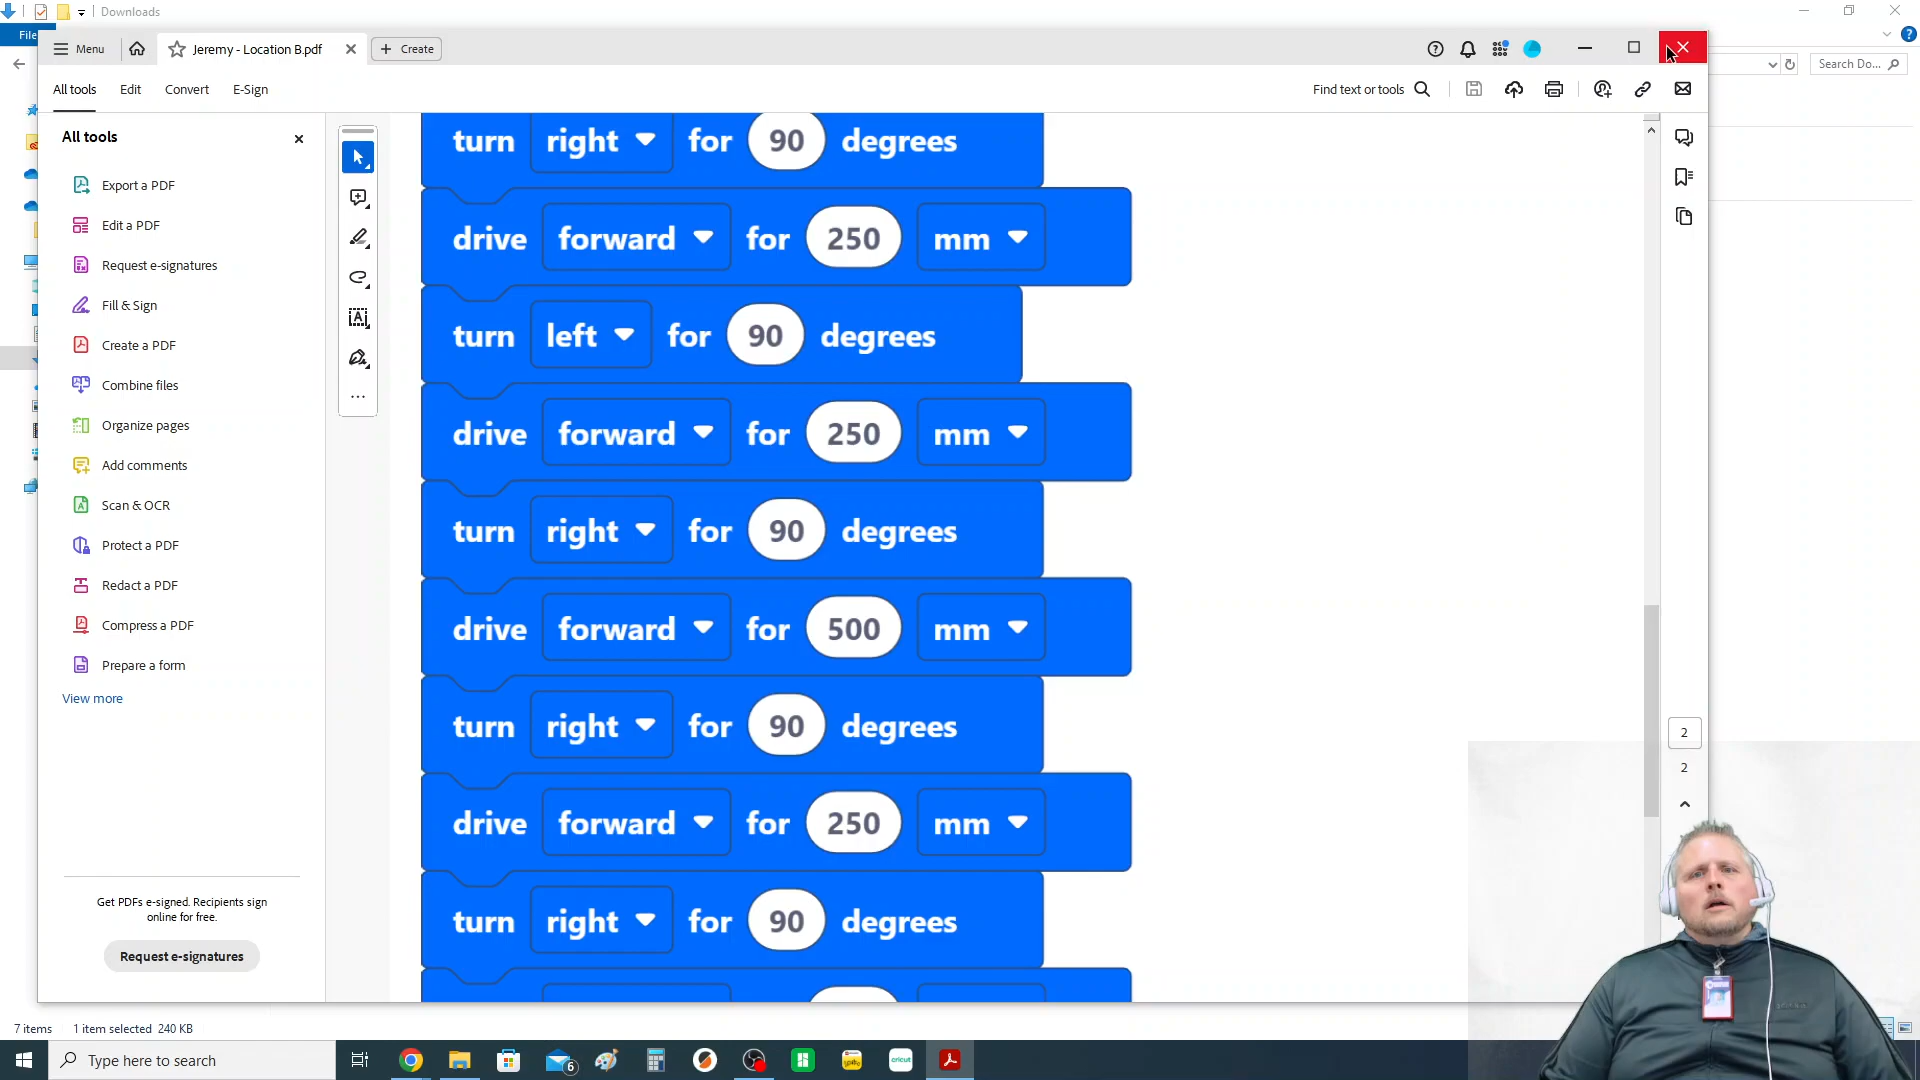 Downloads
File
Search Do...
Menu
Jeremy - Location B.pdf
Create
All tools
Edit
Convert
E-Sign
Find text or tools
All tools
Export a PDF
Edit a PDF
Request e-signatures
Fill & Sign
Create a PDF
Combine files
Organize pages
Add comments
Scan & OCR
Protect a PDF
Redact a PDF
Compress a PDF
Prepare a form
View more
Get PDFs e-signed. Recipients sign
online for free.
Request e-signatures
turn right for 90 degrees
drive forward for 250 mm
turn left for 90 degrees
drive forward for 250 mm
turn right for 90 degrees
drive forward for 500 mm
turn right for 90 degrees
drive forward for 250 mm
turn right for 90 degrees
2
2
7 items
1 item selected 240 KB
Type here to search
6
cricut